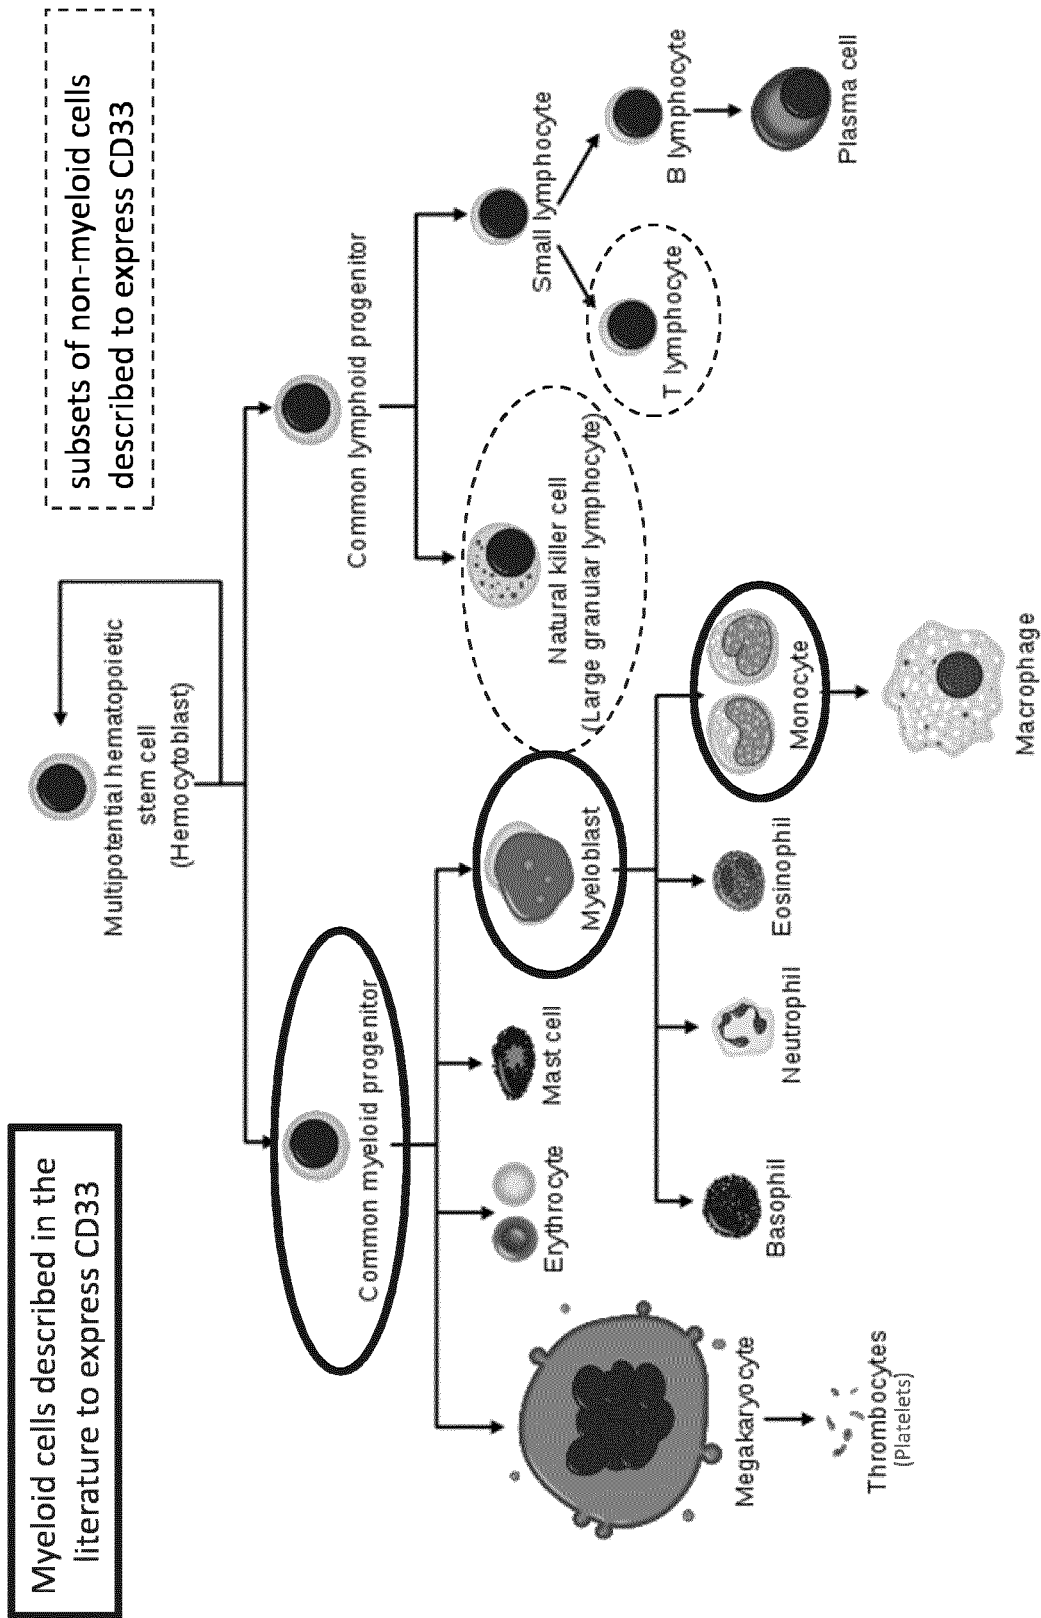 Myeloid cells described in the
literature to express CD33
subsets of non-myeloid cells
described to express CD33
Multipotential hematopoietic
stem cell
(Hemocytoblast)
Common myeloid progenitor
Common lymphoid progenitor
Megakaryocyte
Erythrocyte
Mast cell
Myeloblast
Natural killer cell
(Large granular lymphocyte)
Small lymphocyte
Thrombocytes
(Platelets)
Basophil
Neutrophil
Eosinophil
Monocyte
T lymphocyte
B lymphocyte
Macrophage
Plasma cell